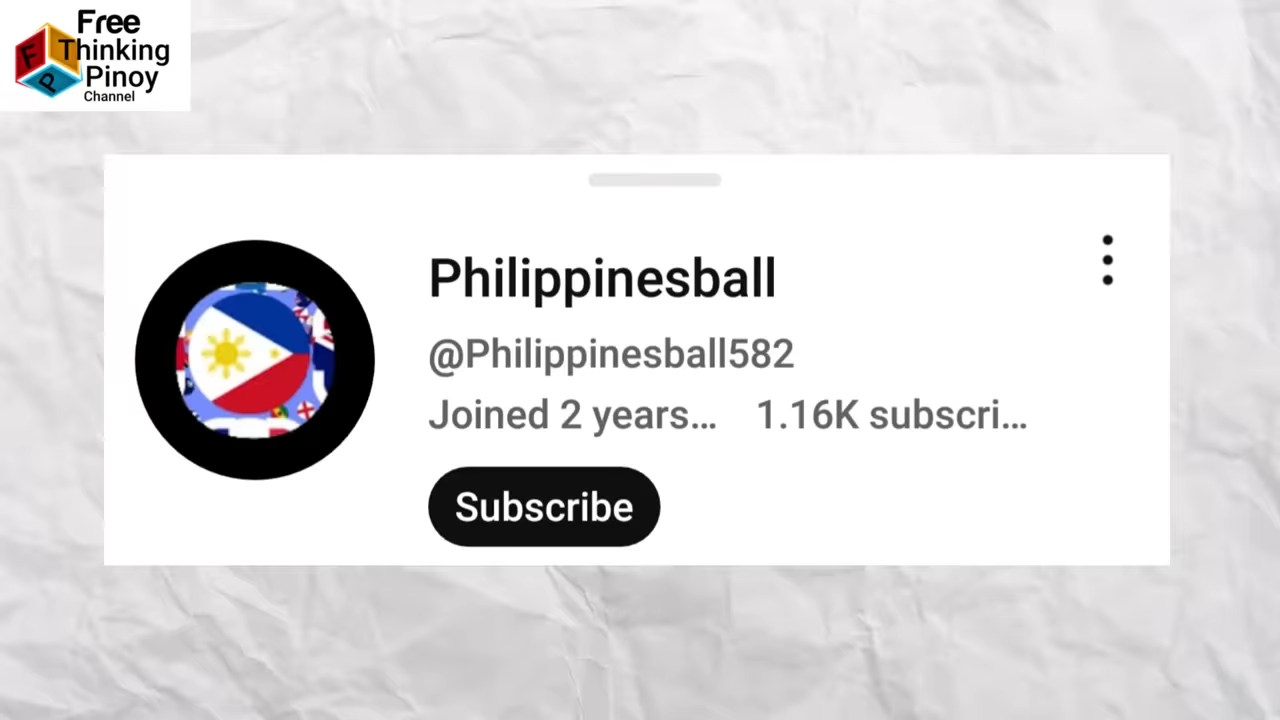 Free
Thinking
Pinoy
Channel
F
P
Philippinesball
@Philippinesball582
Joined 2 years... 1.16K subscri...
Subscribe